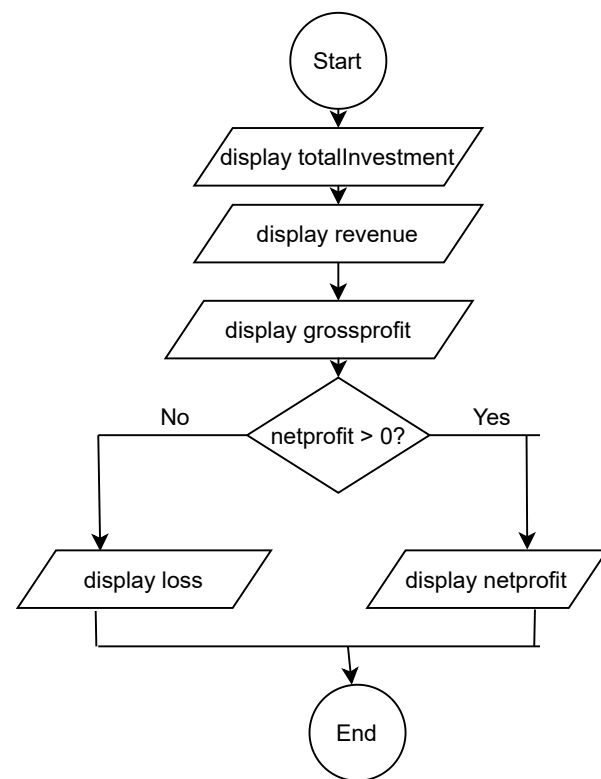 Start
display totalInvestment
display revenue
display grossprofit
netprofit > 0?
No
Yes
display loss
display netprofit
End